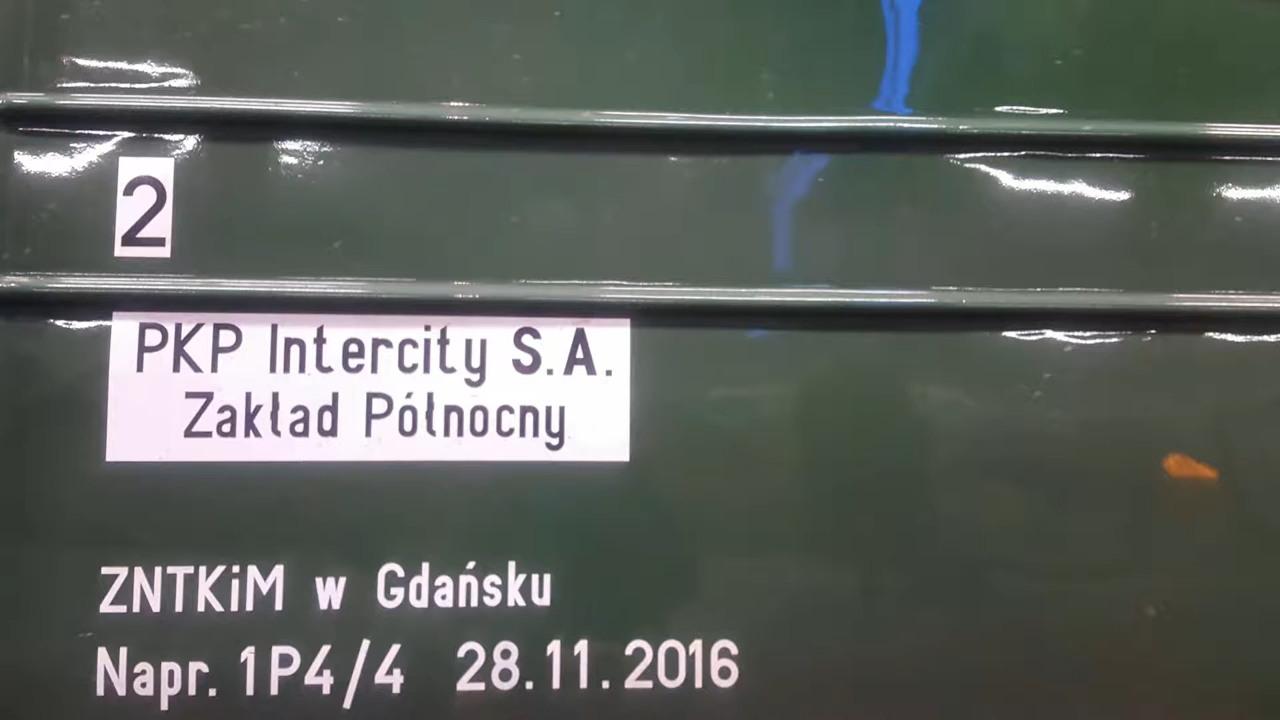 2
PKP Intercity S.A.
Zakład Północny
ZNTKiM w Gdańsku
Napr. 1P4/4 28.11.2016